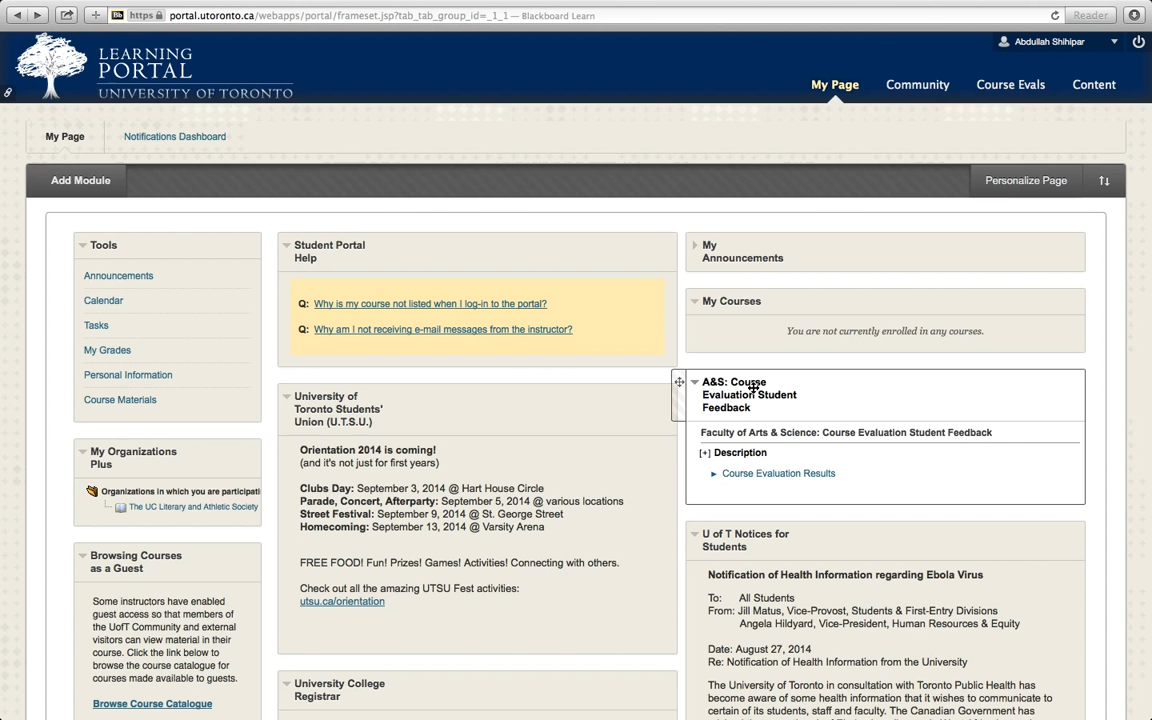 portal.utoronto.ca/webapps/portal/frameset.jsp?tab_tab_group_id=_1_1 — Blackboard Learn
Bb
https
Reader
LEARNING
PORTAL
UNIVERSITY OF TORONTO
Abdullah Shihipar
My Page
Community
Course Evals
Content
My Page
Notifications Dashboard
Add Module
Personalize Page
Tools
Announcements
Calendar
Tasks
My Grades
Personal Information
Course Materials
My Organizations
Plus
Organizations in which you are participati
The UC Literary and Athletic Society
Browsing Courses
as a Guest
Some instructors have enabled
guest access so that members of
the UofT Community and external
visitors can view material in their
course. Click the link below to
browse the course catalogue for
courses made available to guests.
Browse Course Catalogue
Student Portal
Help
Q: Why is my course not listed when I log-in to the portal?
Q: Why am I not receiving e-mail messages from the instructor?
University of
Toronto Students'
Union (U.T.S.U.)
Orientation 2014 is coming!
(and it's not just for first years)
Clubs Day: September 3, 2014 @ Hart House Circle
Parade, Concert, Afterparty: September 5, 2014 @ various locations
Street Festival: September 9, 2014 @ St. George Street
Homecoming: September 13, 2014 @ Varsity Arena
FREE FOOD! Fun! Prizes! Games! Activities! Connecting with others.
Check out all the amazing UTSU Fest activities:
utsu.ca/orientation
University College
Registrar
My
Announcements
My Courses
You are not currently enrolled in any courses.
A&S: Course
Evaluation Student
Feedback
Faculty of Arts & Science: Course Evaluation Student Feedback
[+] Description
Course Evaluation Results
U of T Notices for
Students
Notification of Health Information regarding Ebola Virus
To: All Students
From: Jill Matus, Vice-Provost, Students & First-Entry Divisions
Angela Hildyard, Vice-President, Human Resources & Equity
Date: August 27, 2014
Re: Notification of Health Information from the University
The University of Toronto in consultation with Toronto Public Health has
become aware of some health information that it wishes to communicate to
certain of its students, staff and faculty. The Canadian Government has